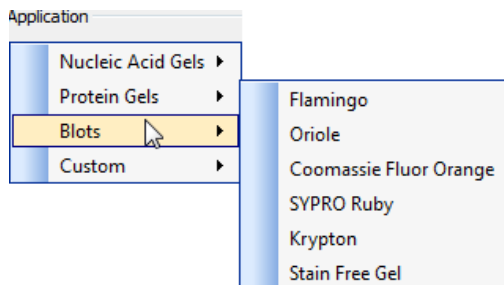 Application
Nucleic Acid Gels
Protein Gels
Blots
Custom
Flamingo
Oriole
Coomassie Fluor Orange
SYPRO Ruby
Krypton
Stain Free Gel